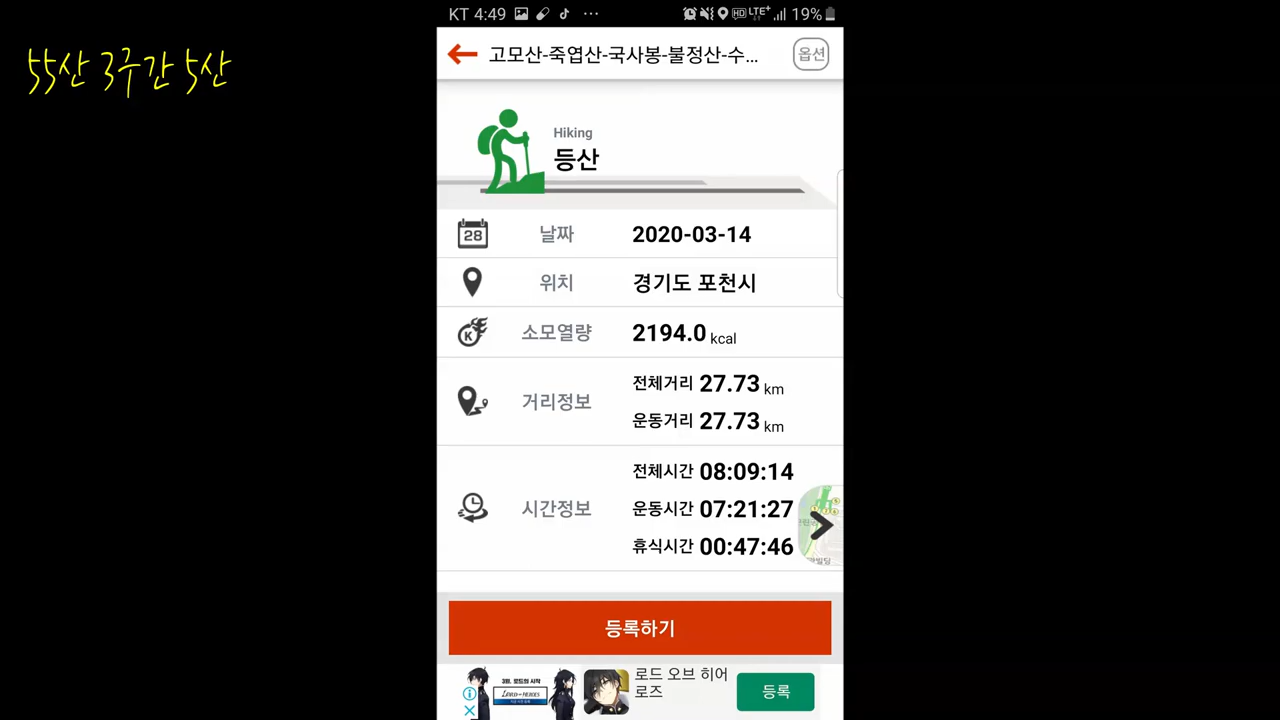 55산 3주간 5산
KT 4:49 HD LTE+ 19%
고모산-죽엽산-국사봉-불정산-수... 옵션
Hiking
등산
28 날짜 2020-03-14
위치 경기도 포천시
K 소모열량 2194.0 kcal
거리정보
전체거리 27.73 km
운동거리 27.73 km
시간정보
전체시간 08:09:14
운동시간 07:21:27
휴식시간 00:47:46
등록하기
로드 오브 히어
로즈
등록